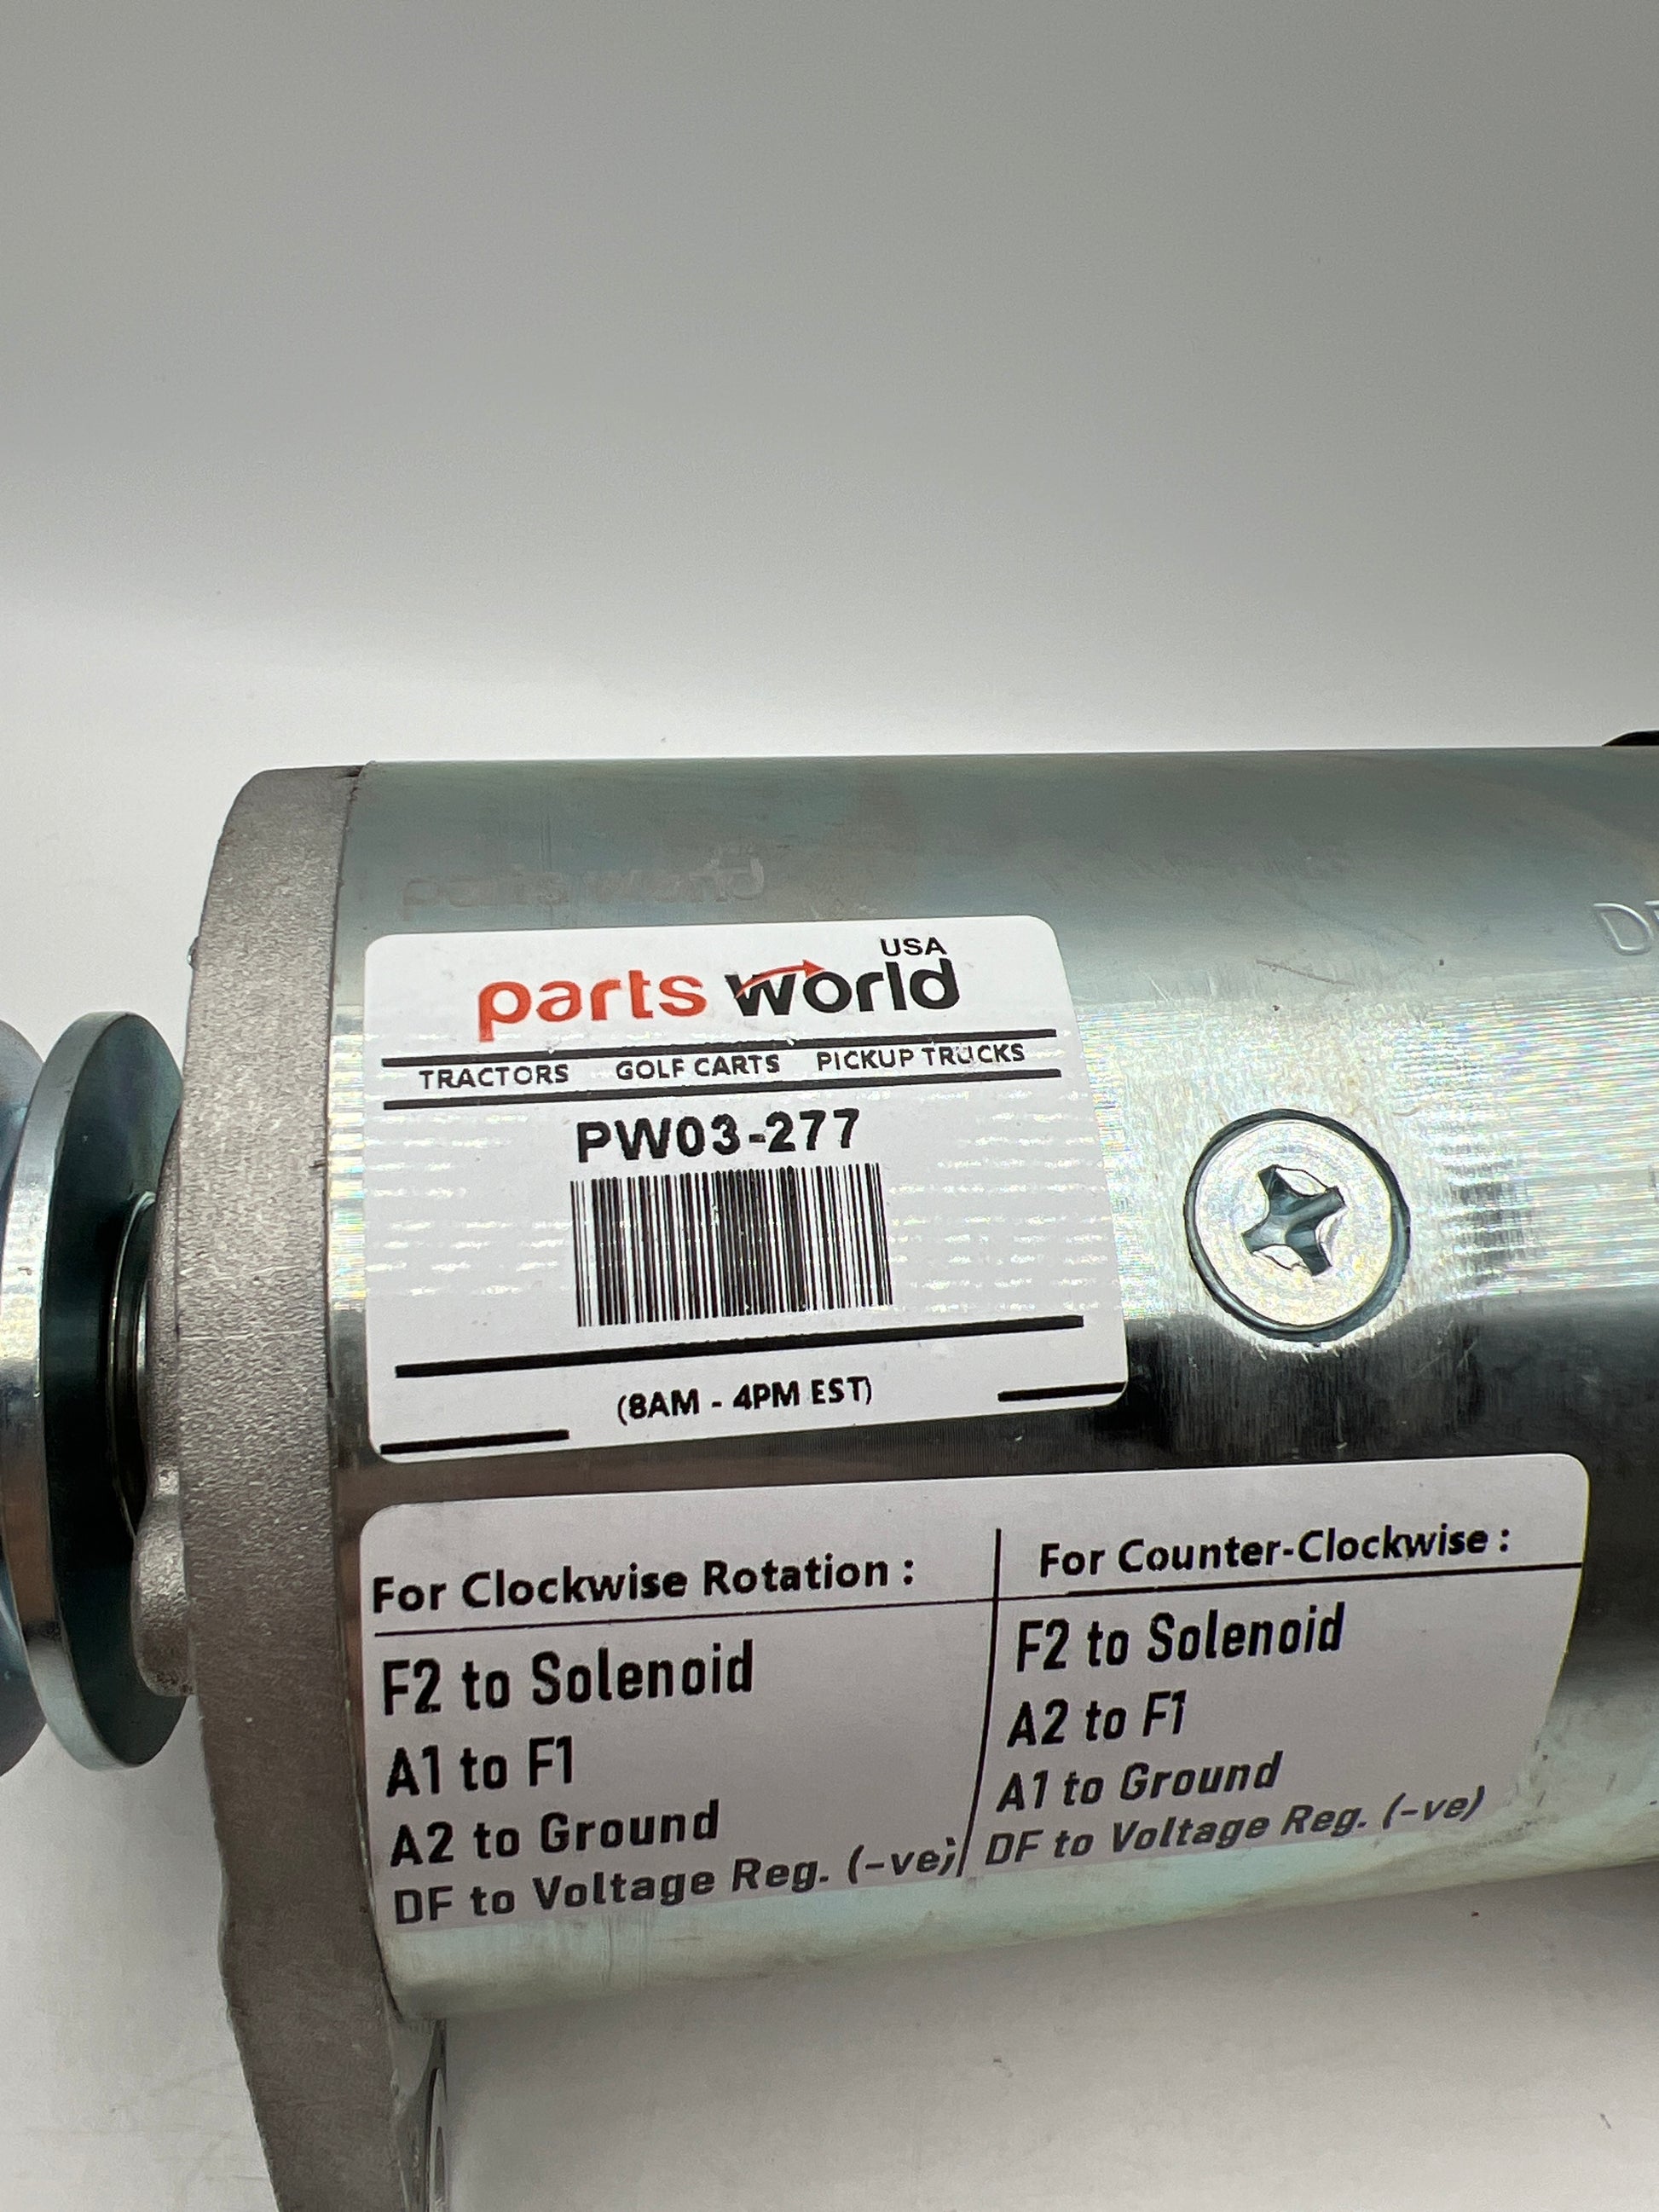 parts world
USA
parts world
TRACTORS GOLF CARTS PICKUP TRUCKS
PW03-277
(8AM - 4PM EST)
For Clockwise Rotation :
F2 to Solenoid
A1 to F1
A2 to Ground
DF to Voltage Reg. (-ve)
For Counter-Clockwise :
F2 to Solenoid
A2 to F1
A1 to Ground
DF to Voltage Reg. (-ve)